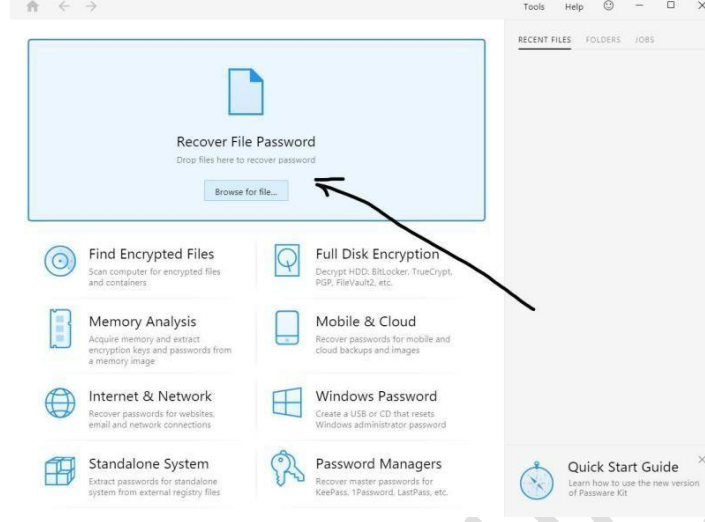 Tools Help
RECENT FILES FOLDERS JOBS
Recover File Password
Drop files here to recover password
Browse for file...
Find Encrypted Files
Scan computer for encrypted files
and containers
Full Disk Encryption
Decrypt HDD: BitLocker, TrueCrypt,
PGP, FileVault2, etc.
Memory Analysis
Acquire memory and extract
encryption keys and passwords from
a memory image
Mobile & Cloud
Recover passwords for mobile and
cloud backups and images
Internet & Network
Recover passwords for websites,
email and network connections
Windows Password
Create a USB or CD that resets
Windows administrator password
Standalone System
Extract passwords for standalone
system from external registry files
Password Managers
Recover master passwords for
KeePass, 1Password, LastPass, etc.
Quick Start Guide
Learn how to use the new version
of Passware Kit